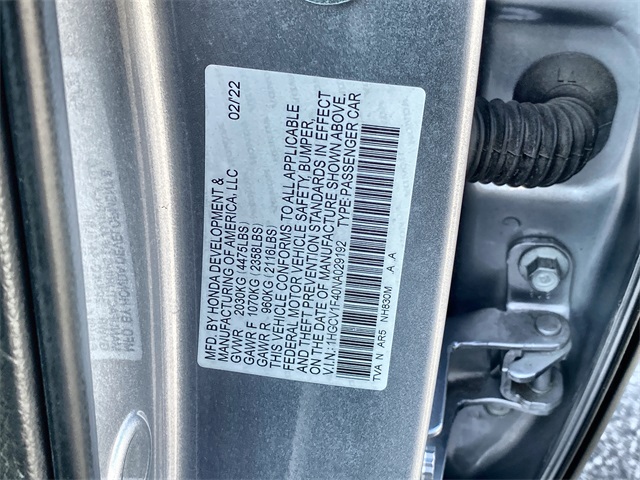 MFD. BY HONDA DEVELOPMENT & 02/22
MANUFACTURING OF AMERICA, LLC
GVWR 2030KG (4475LBS)
GAWR F 1070KG (2358LBS)
GAWR R 960KG (2116LBS)
THIS VEHICLE CONFORMS TO ALL APPLICABLE
FEDERAL MOTOR VEHICLE SAFETY, BUMPER,
AND THEFT PREVENTION STANDARDS IN EFFECT
ON THE DATE OF MANUFACTURE SHOWN ABOVE.
V.I.N.: 1HGCV1F40NA029192 TYPE:PASSENGER CAR
TVA N AR5 NH830M A A